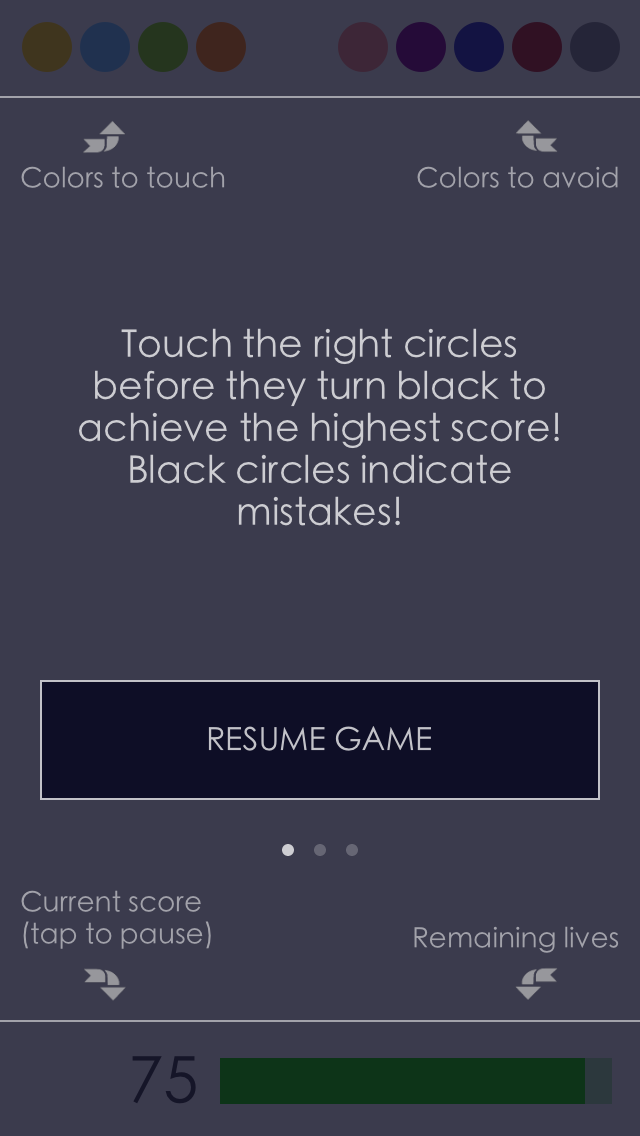 Colors to touch
Colors to avoid
Touch the right circles
before they turn black to
achieve the highest score!
Black circles indicate
mistakes!
RESUME GAME
Current score
(tap to pause)
Remaining lives
75